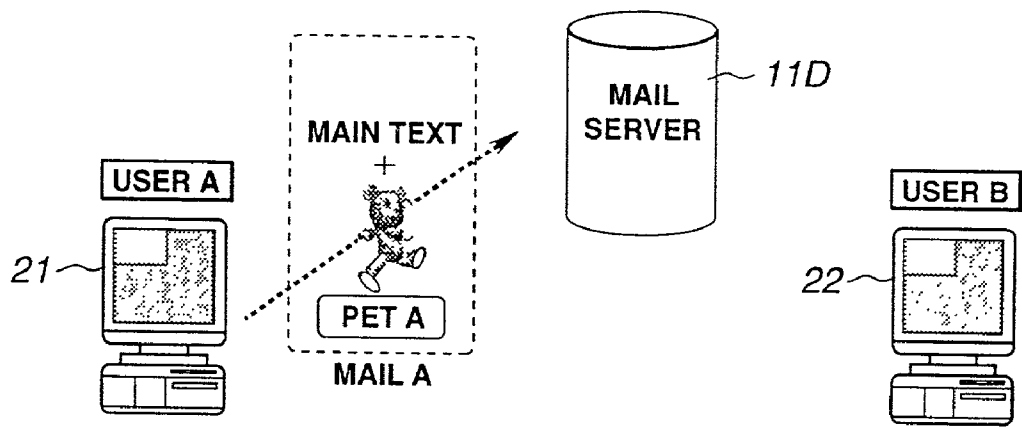 MAIL
SERVER
11D
MAIN TEXT
+
USER A
USER B
21
22
PET A
MAIL A